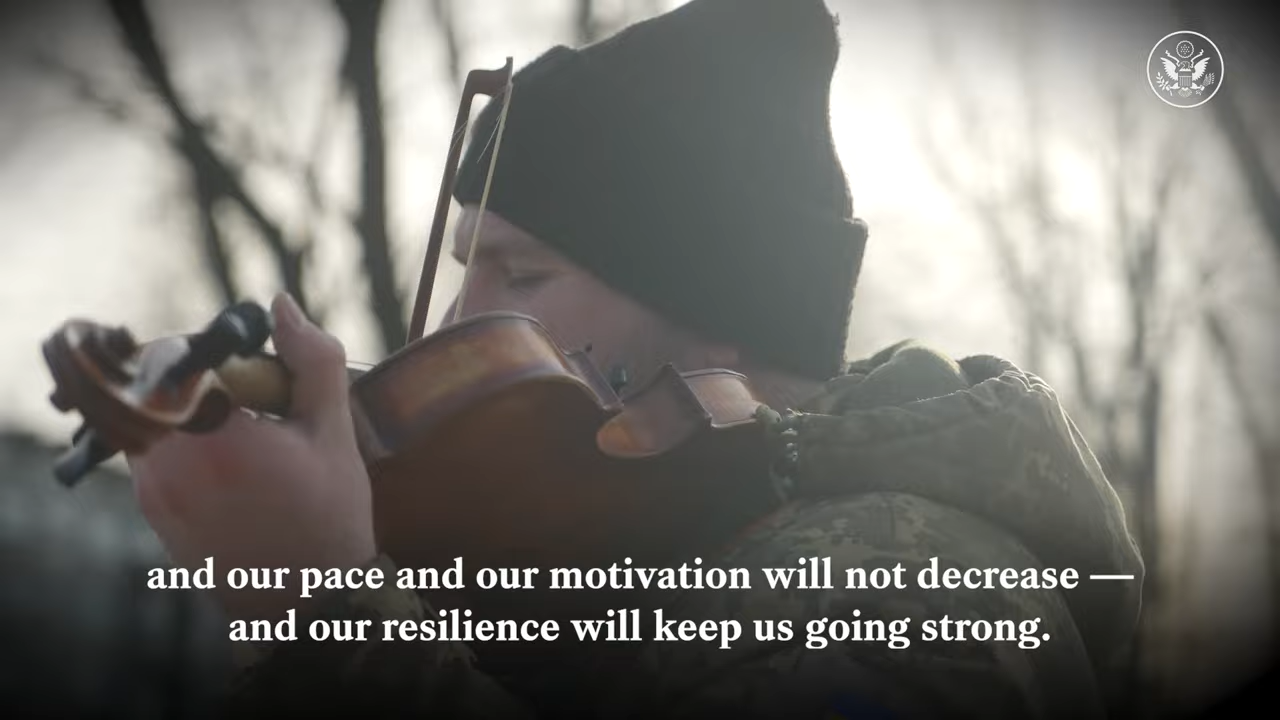 and our pace and our motivation will not decrease —
and our resilience will keep us going strong.